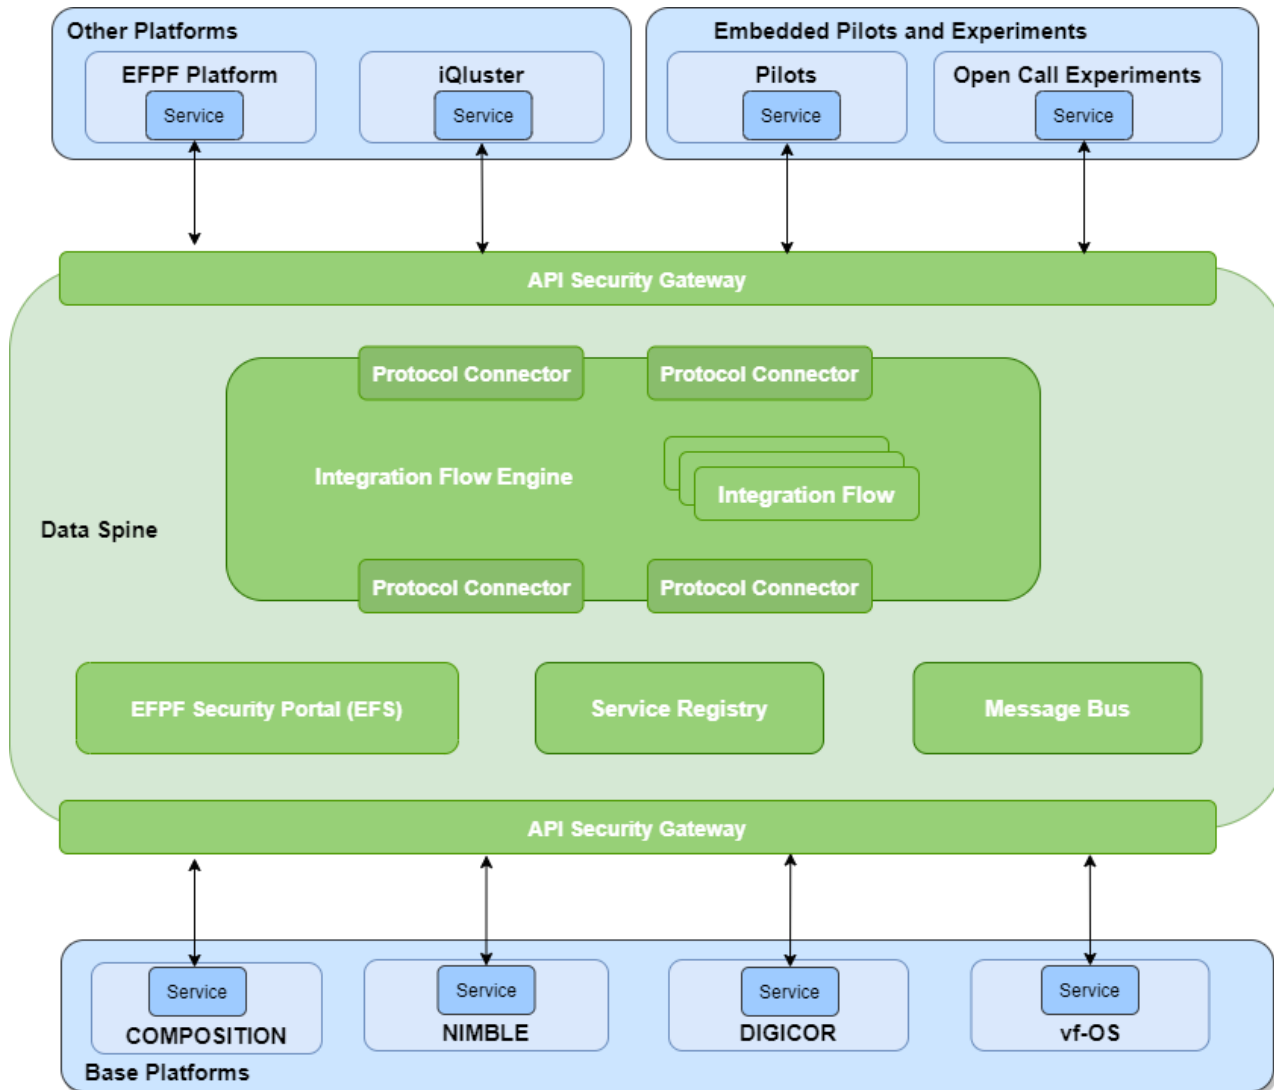 Other Platforms
Embedded Pilots and Experiments
EFPF Platform
iQluster
Pilots
Open Call Experiments
Service
Service
Service
Service
API Security Gateway
Protocol Connector
Protocol Connector
Integration Flow Engine
Integration Flow
Data Spine
Protocol Connector
Protocol Connector
EFPF Security Portal (EFS)
Service Registry
Message Bus
API Security Gateway
Service
Service
Service
Service
COMPOSITION
NIMBLE
DIGICOR
vf-OS
Base Platforms